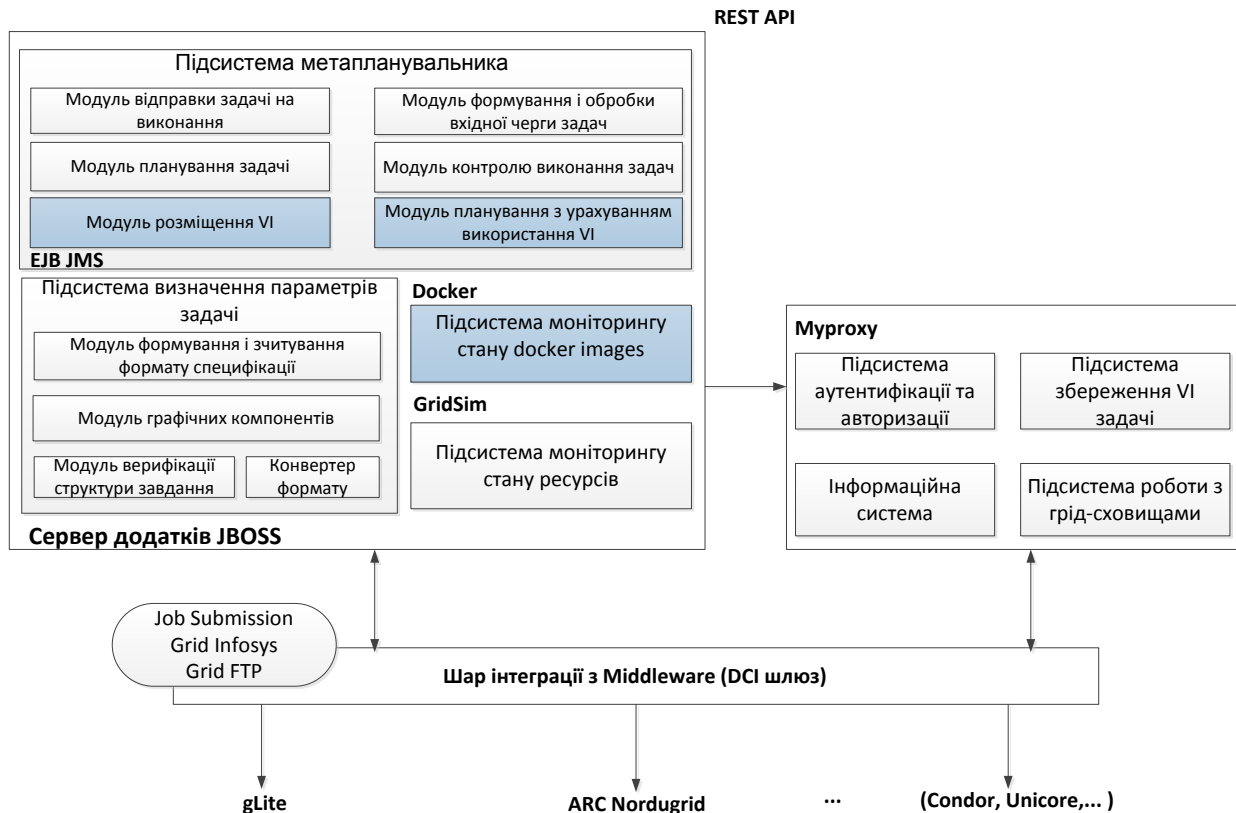 REST API
Підсистема метапланувальника
Модуль відправки задачі на
виконання
Модуль формування і обробки
вхідної черги задач
Модуль планування задачі
Модуль контролю виконання задач
Модуль розміщення VI
Модуль планування з урахуванням
використання VI
EJB JMS
Підсистема визначення параметрів
задачі
Модуль формування і зчитування
формату специфікації
Модуль графічних компонентів
Модуль верифікації
структури завдання
Конвертер
формату
Docker
Підсистема моніторингу
стану docker images
GridSim
Підсистема моніторингу
стану ресурсів
Сервер додатків JBOSS
Myproxy
Підсистема
аутентифікації та
авторизації
Підсистема
збереження VI
задачі
Інформаційна
система
Підсистема роботи з
грід-сховищами
Job Submission
Grid Infosys
Grid FTP
Шар інтеграції з Middleware (DCI шлюз)
gLite
ARC Nordugrid
...
(Condor, Unicore,... )